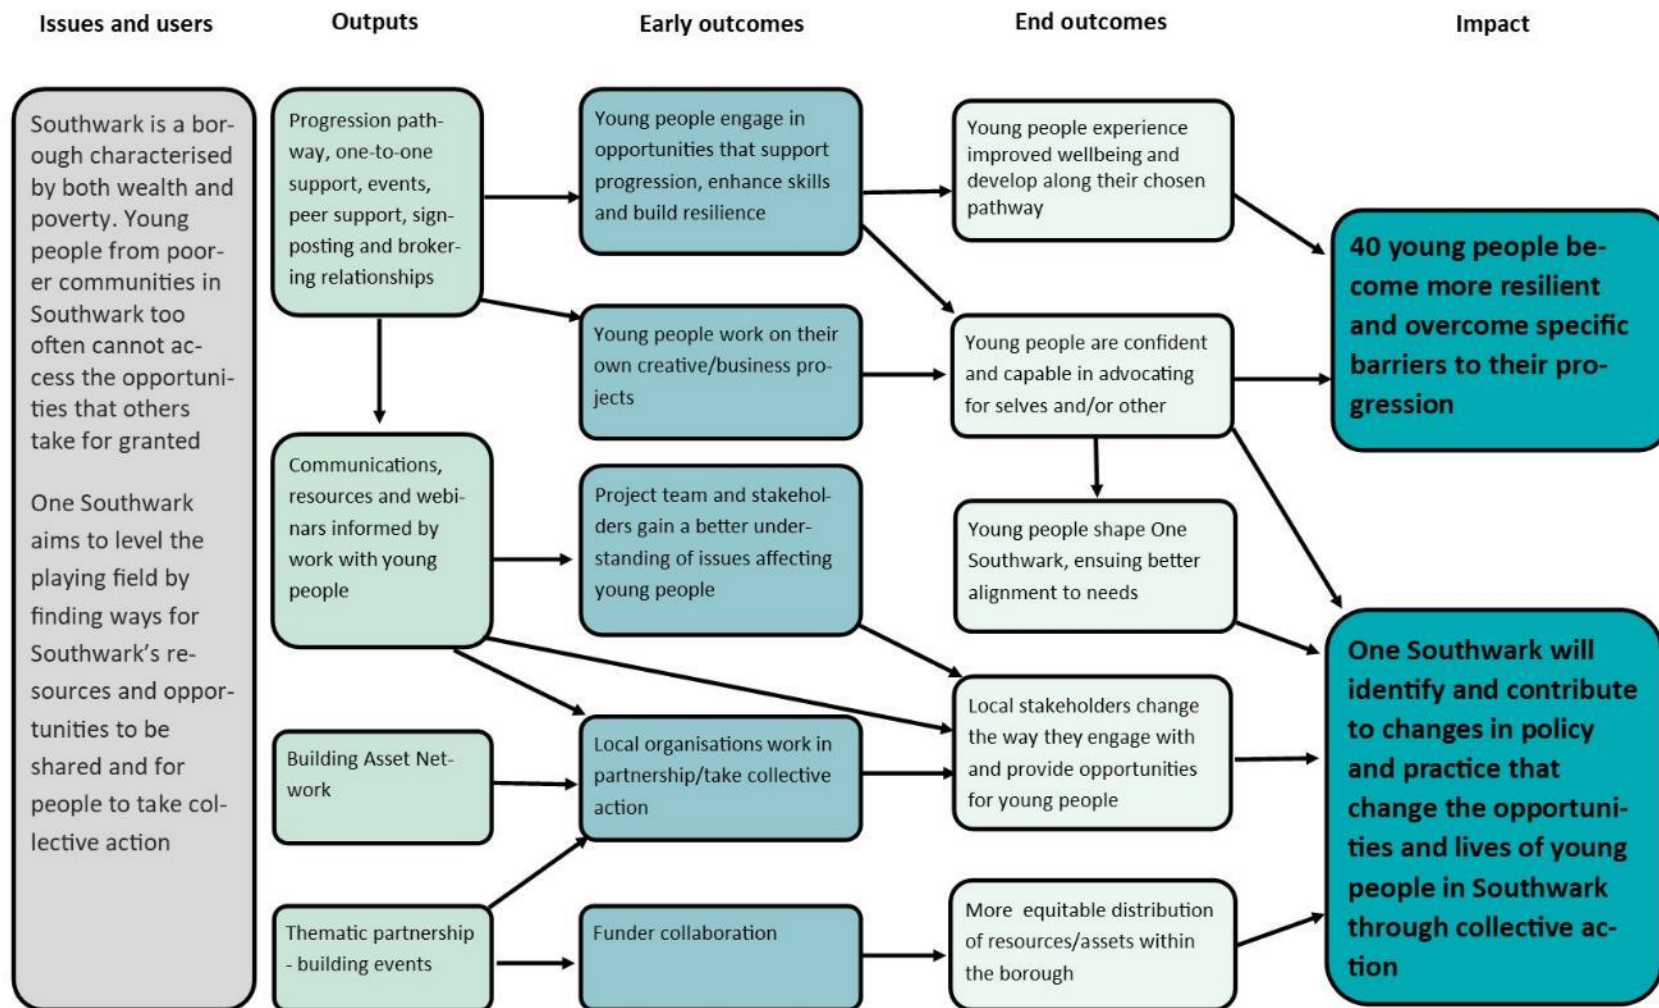 Issues and users
Outputs
Early outcomes
End outcomes
Impact
Southwark is a bor-
ough characterised
by both wealth and
poverty. Young
people from poor-
er communities in
Southwark too
often cannot ac-
cess the opportuni-
ties that others
take for granted
One Southwark
aims to level the
playing field by
finding ways for
Southwark’s re-
sources and oppor-
tunities to be
shared and for
people to take col-
lective action
Progression path-
way, one-to-one
support, events,
peer support, sign-
posting and broker-
ing relationships
Communications,
resources and webi-
nars informed by
work with young
people
Building Asset Net-
work
Thematic partnership
- building events
Young people engage in
opportunities that support
progression, enhance skills
and build resilience
Young people work on their
own creative/business pro-
jects
Project team and stakehol-
ders gain a better under-
standing of issues affecting
young people
Local organisations work in
partnership/take collective
action
Funder collaboration
Young people experience
improved wellbeing and
develop along their chosen
pathway
Young people are confident
and capable in advocating
for selves and/or other
Young people shape One
Southwark, ensuing better
alignment to needs
Local stakeholders change
the way they engage with
and provide opportunities
for young people
More equitable distribution
of resources/assets within
the borough
40 young people be-
come more resilient
and overcome specific
barriers to their pro-
gression
One Southwark will
identify and contribute
to changes in policy
and practice that
change the opportuni-
ties and lives of young
people in Southwark
through collective ac-
tion